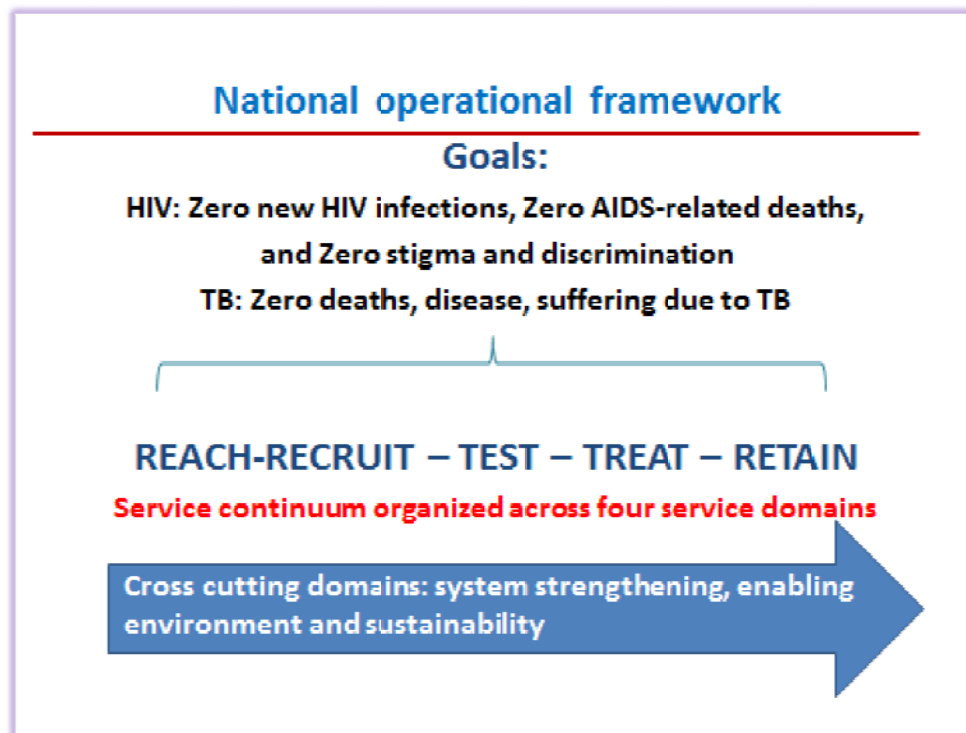 National operational framework
Goals:
HIV: Zero new HIV infections, Zero AIDS-related deaths,
and Zero stigma and discrimination
TB: Zero deaths, disease, suffering due to TB
REACH-RECRUIT – TEST – TREAT – RETAIN
Service continuum organized across four service domains
Cross cutting domains: system strengthening, enabling
environment and sustainability